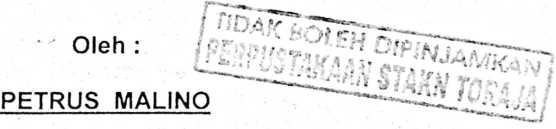 Oleh :
TIDAK BOLEH DIPINJAMKAN
PERPUSTAKAAN STAKN TORAJA
PETRUS MALINO